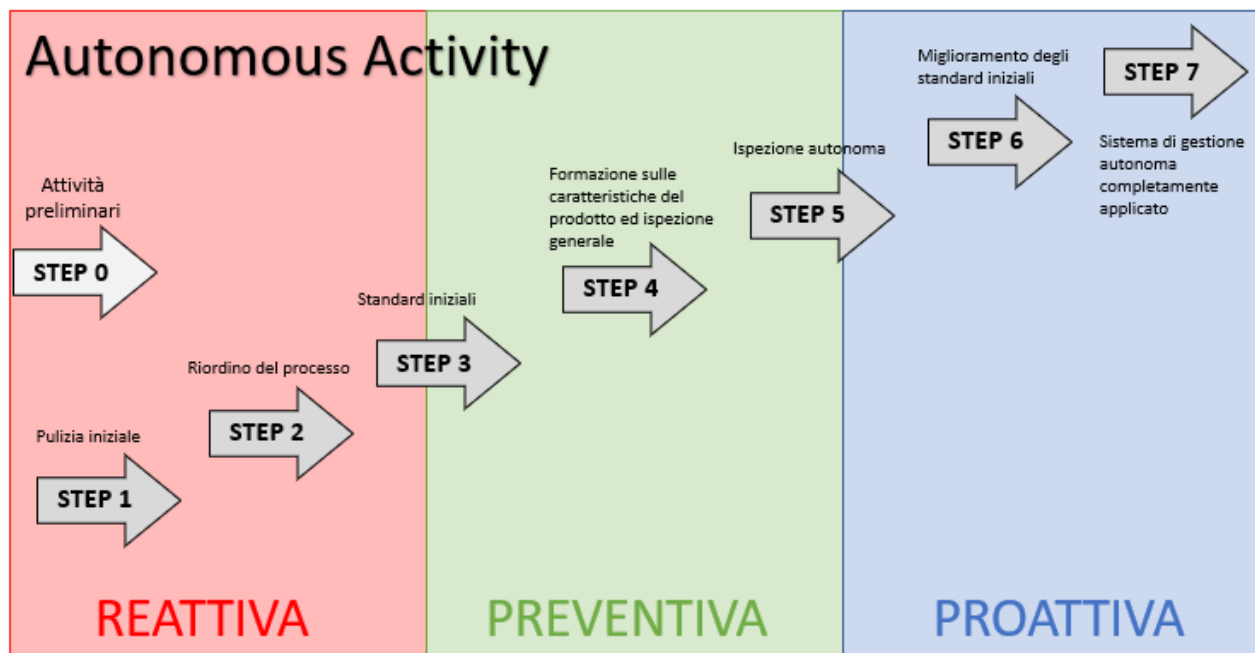 Autonomous Activity
Attività
preliminari
STEP 0
Pulizia iniziale
STEP 1
Riordino del processo
STEP 2
Standard iniziali
STEP 3
Formazione sulle
caratteristiche del
prodotto ed ispezione
generale
STEP 4
Ispezione autonoma
STEP 5
Miglioramento degli
standard iniziali
STEP 6
STEP 7
Sistema di gestione
autonoma
completamente
applicato
REATTIVA
PREVENTIVA
PROATTIVA